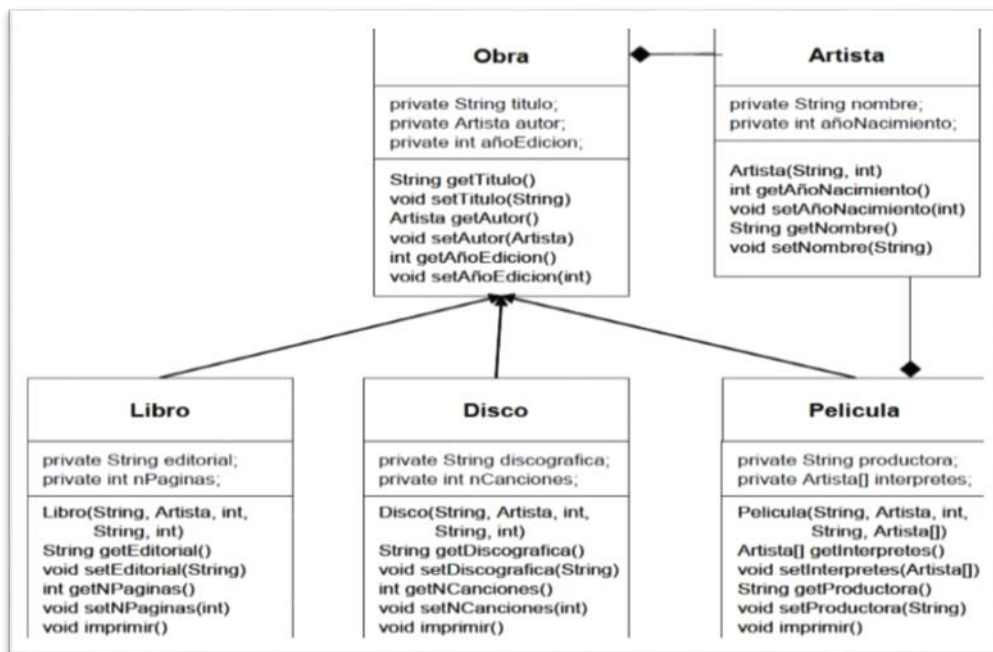 Obra
private String titulo;
private Artista autor;
private int añoEdicion;
String getTitulo()
void setTitulo(String)
Artista getAutor()
void setAutor(Artista)
int getAñoEdicion()
void setAñoEdicion(int)
Artista
private String nombre;
private int añoNacimiento;
Artista(String, int)
int getAñoNacimiento()
void setAñoNacimiento(int)
String getNombre()
void setNombre(String)
Libro
private String editorial;
private int nPaginas;
Libro(String, Artista, int,
String, int)
String getEditorial()
void setEditorial(String)
int getNPaginas()
void setNPaginas(int)
void imprimir()
Disco
private String discografica;
private int nCanciones;
Disco(String, Artista, int,
String, int)
String getDiscografica()
void setDiscografica(String)
int getNCanciones()
void setNCanciones(int)
void imprimir()
Pelicula
private String productora;
private Artista[] interpretes;
Pelicula(String, Artista, int,
String, Artista[])
Artista[] getInterpretes()
void setInterpretes(Artista[])
String getProductora()
void setProductora(String)
void imprimir()